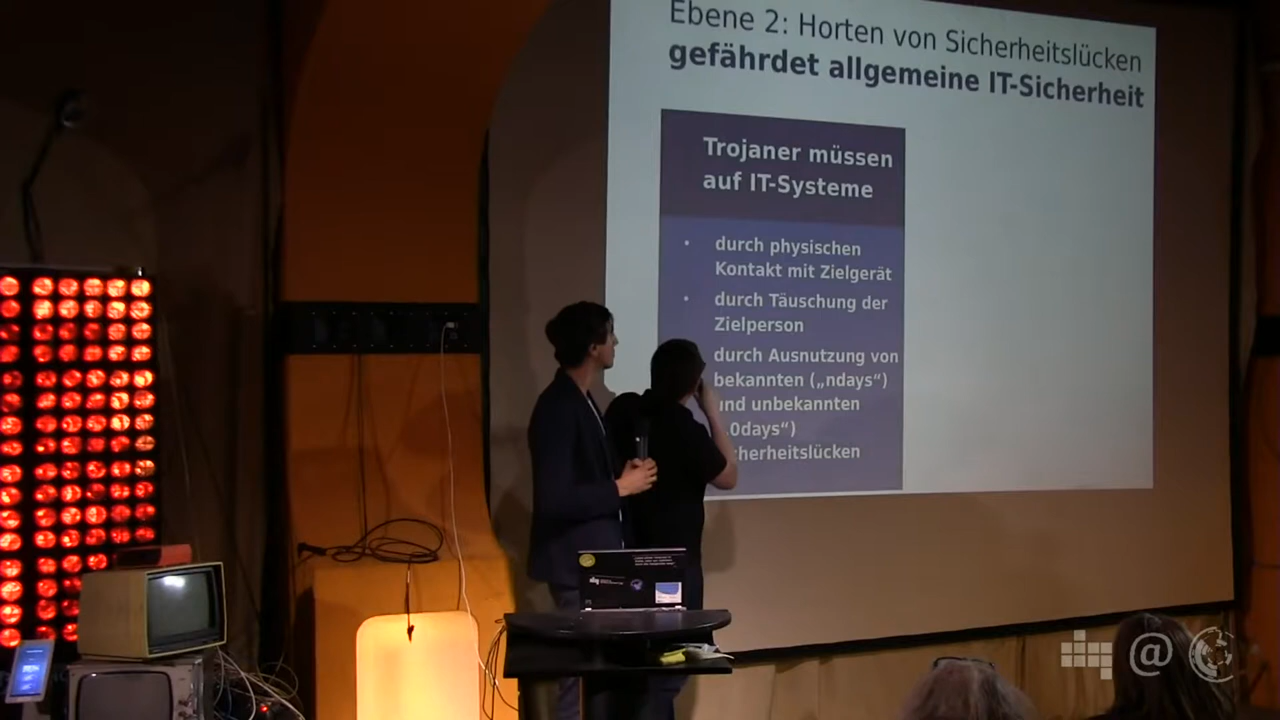 Ebene 2: Horten von Sicherheitslücken
gefährdet allgemeine IT-Sicherheit
Trojaner müssen
auf IT-Systeme
• durch physischen
Kontakt mit Zielgerät
• durch Täuschung der
Zielperson
durch Ausnutzung von
bekannten („ndays“)
und unbekannten
0days“)
cherheitslücken
@